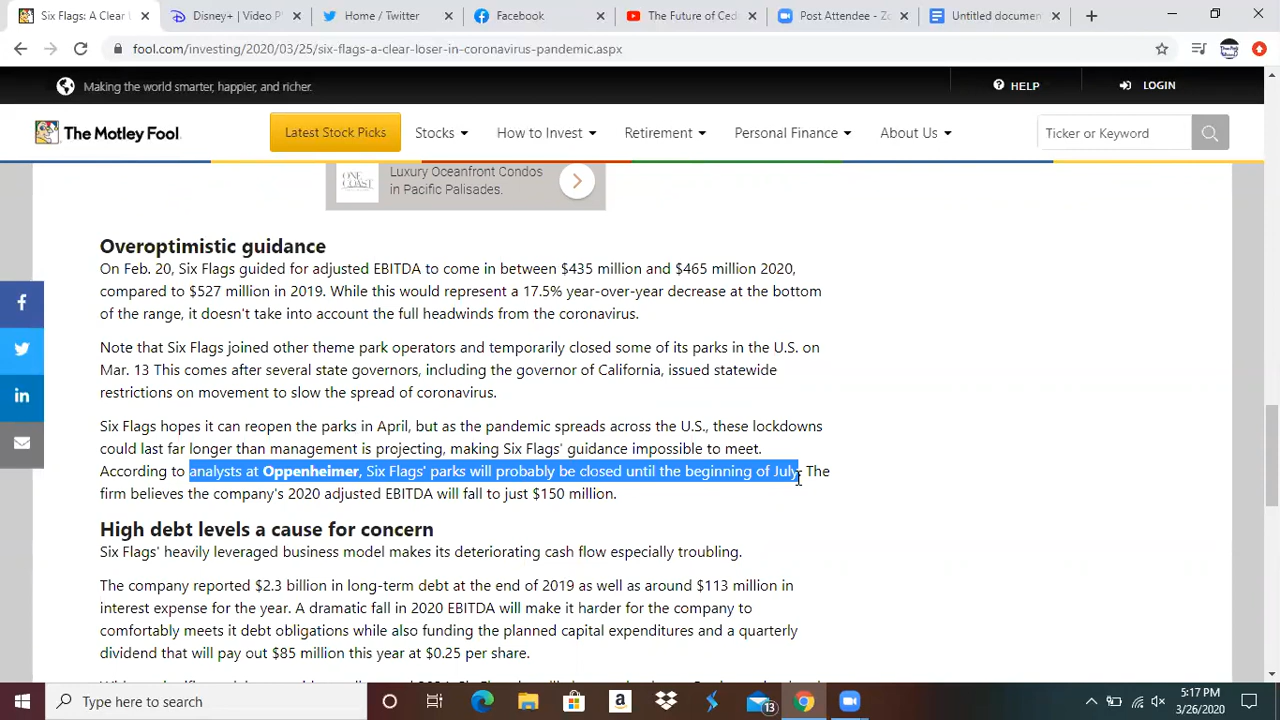 Six Flags: A Clear L
Disney+ | Video P
Home / Twitter
Facebook
The Future of Ced
Post Attendee - Zo
Untitled documen
fool.com/investing/2020/03/25/six-flags-a-clear-loser-in-coronavirus-pandemic.aspx
Making the world smarter, happier, and richer.
HELP
LOGIN
The Motley Fool
Latest Stock Picks
Stocks
How to Invest
Retirement
Personal Finance
About Us
Ticker or Keyword
ONE COAST
Luxury Oceanfront Condos
in Pacific Palisades.
Overoptimistic guidance
On Feb. 20, Six Flags guided for adjusted EBITDA to come in between $435 million and $465 million 2020,
compared to $527 million in 2019. While this would represent a 17.5% year-over-year decrease at the bottom
of the range, it doesn't take into account the full headwinds from the coronavirus.
Note that Six Flags joined other theme park operators and temporarily closed some of its parks in the U.S. on
Mar. 13 This comes after several state governors, including the governor of California, issued statewide
restrictions on movement to slow the spread of coronavirus.
Six Flags hopes it can reopen the parks in April, but as the pandemic spreads across the U.S., these lockdowns
could last far longer than management is projecting, making Six Flags' guidance impossible to meet.
According to analysts at Oppenheimer, Six Flags' parks will probably be closed until the beginning of July. The
firm believes the company's 2020 adjusted EBITDA will fall to just $150 million.
High debt levels a cause for concern
Six Flags' heavily leveraged business model makes its deteriorating cash flow especially troubling.
The company reported $2.3 billion in long-term debt at the end of 2019 as well as around $113 million in
interest expense for the year. A dramatic fall in 2020 EBITDA will make it harder for the company to
comfortably meets it debt obligations while also funding the planned capital expenditures and a quarterly
dividend that will pay out $85 million this year at $0.25 per share.
Type here to search
13
5:17 PM
3/26/2020